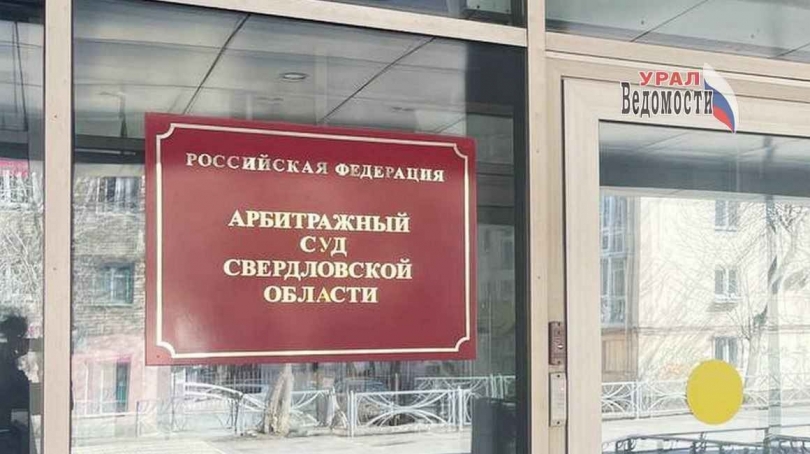 РОССИЙСКАЯ ФЕДЕРАЦИЯ
АРБИТРАЖНЫЙ
СУД
СВЕРДЛОВСКОЙ
ОБЛАСТИ
УРАЛ
ВЕДОМОСТИ